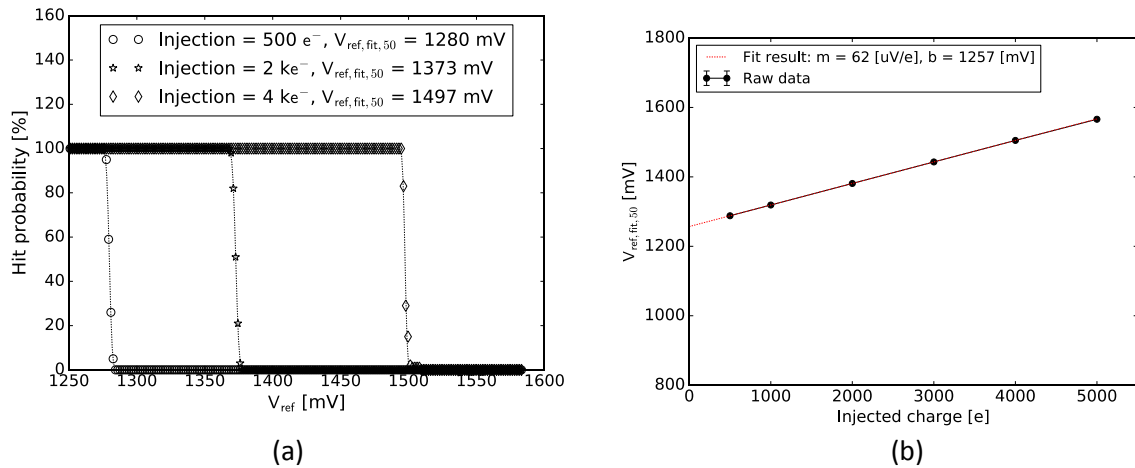 160
140
120
100
80
60
40
20
0
Hit probability [%]
Injection = 500 e⁻, V_ref,fit,50 = 1280 mV
Injection = 2 ke⁻, V_ref,fit,50 = 1373 mV
Injection = 4 ke⁻, V_ref,fit,50 = 1497 mV
1250 1300 1350 1400 1450 1500 1550 1600
V_ref [mV]
(a)
1800
1600
1400
1200
1000
800
V_ref,fit,50 [mV]
Fit result: m = 62 [uV/e], b = 1257 [mV]
Raw data
0 1000 2000 3000 4000 5000
Injected charge [e]
(b)